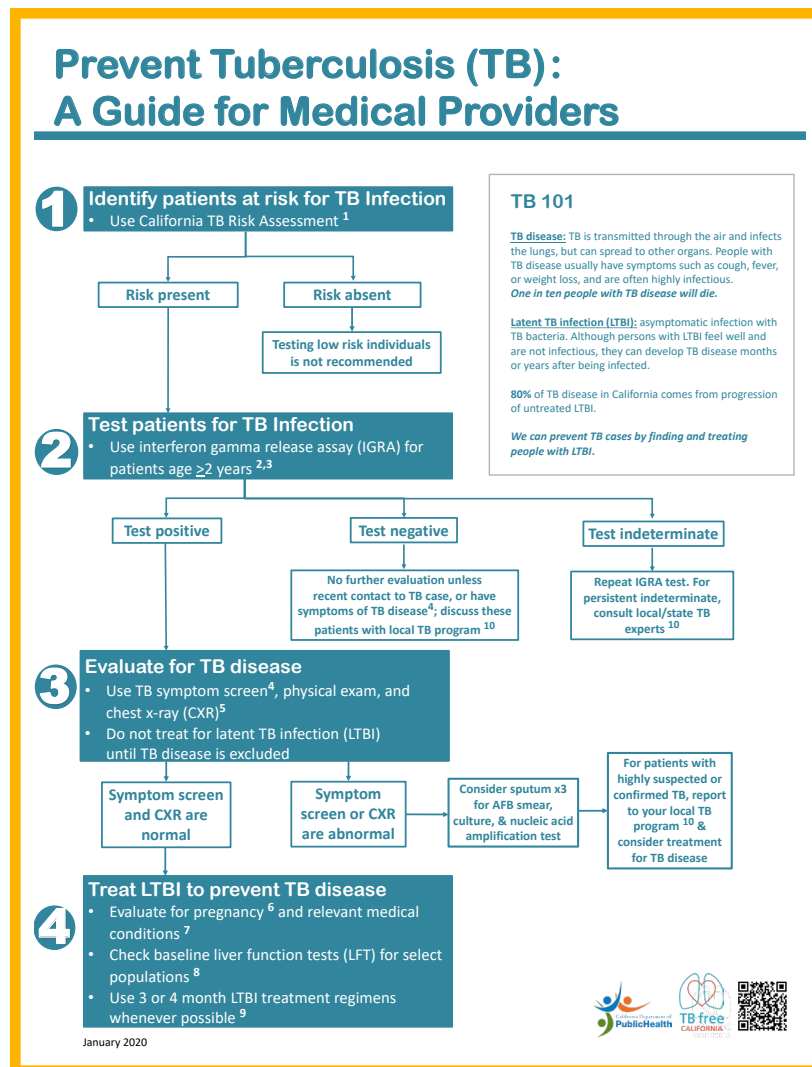 Prevent Tuberculosis (TB):
A Guide for Medical Providers
1
Identify patients at risk for TB Infection
• Use California TB Risk Assessment 1
Risk present
Risk absent
Testing low risk individuals
is not recommended
TB 101
TB disease: TB is transmitted through the air and infects
the lungs, but can spread to other organs. People with
TB disease usually have symptoms such as cough, fever,
or weight loss, and are often highly infectious.
One in ten people with TB disease will die.
Latent TB infection (LTBI): asymptomatic infection with
TB bacteria. Although persons with LTBI feel well and
are not infectious, they can develop TB disease months
or years after being infected.
80% of TB disease in California comes from progression
of untreated LTBI.
We can prevent TB cases by finding and treating
people with LTBI.
2
Test patients for TB Infection
• Use interferon gamma release assay (IGRA) for
patients age >2 years 2,3
Test positive
Test negative
Test indeterminate
No further evaluation unless
recent contact to TB case, or have
symptoms of TB disease4; discuss these
patients with local TB program 10
Repeat IGRA test. For
persistent indeterminate,
consult local/state TB
experts 10
3
Evaluate for TB disease
• Use TB symptom screen4, physical exam, and
chest x-ray (CXR)5
• Do not treat for latent TB infection (LTBI)
until TB disease is excluded
Symptom screen
and CXR are
normal
Symptom
screen or CXR
are abnormal
Consider sputum x3
for AFB smear,
culture, & nucleic acid
amplification test
For patients with
highly suspected or
confirmed TB, report
to your local TB
program 10 &
consider treatment
for TB disease
4
Treat LTBI to prevent TB disease
• Evaluate for pregnancy 6 and relevant medical
conditions 7
• Check baseline liver function tests (LFT) for select
populations 8
• Use 3 or 4 month LTBI treatment regimens
whenever possible 9
January 2020
California Department of
PublicHealth
TB free
CALIFORNIA